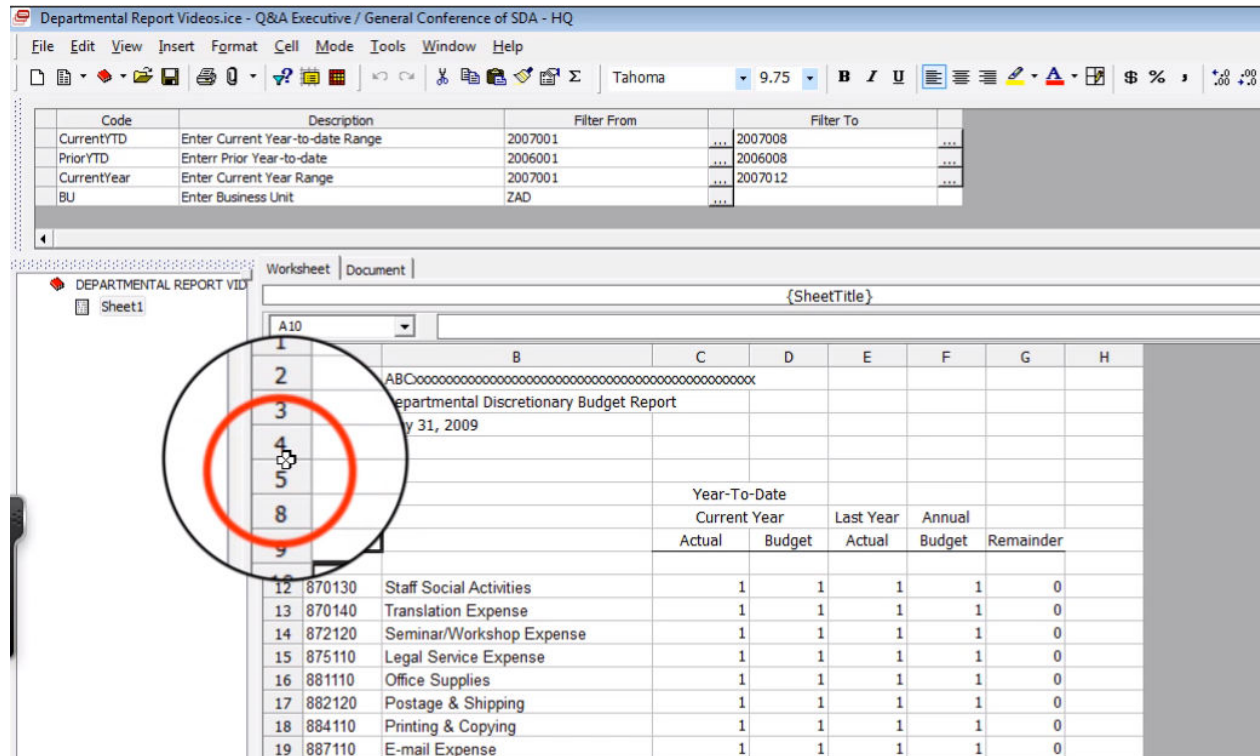 Departmental Report Videos.ice - Q&A Executive / General Conference of SDA - HQ
File Edit View Insert Format Cell Mode Tools Window Help
Tahoma 9.75 B I U $ % ,
Code Description Filter From Filter To
CurrentYTD Enter Current Year-to-date Range 2007001 ... 2007008 ...
PriorYTD Enterr Prior Year-to-date 2006001 ... 2006008 ...
CurrentYear Enter Current Year Range 2007001 ... 2007012 ...
BU Enter Business Unit ZAD ...
Worksheet Document
DEPARTMENTAL REPORT VID
{SheetTitle}
Sheet1
A10
B C D E F G H
1
2 ABCxxxxxxxxxxxxxxxxxxxxxxxxxxxxxxxxxxxxxxxxxx
3 epartmental Discretionary Budget Report
4 y 31, 2009
5
Year-To-Date
8 Current Year Last Year Annual
9 Actual Budget Actual Budget Remainder
10
12 870130 Staff Social Activities 1 1 1 1 0
13 870140 Translation Expense 1 1 1 1 0
14 872120 Seminar/Workshop Expense 1 1 1 1 0
15 875110 Legal Service Expense 1 1 1 1 0
16 881110 Office Supplies 1 1 1 1 0
17 882120 Postage & Shipping 1 1 1 1 0
18 884110 Printing & Copying 1 1 1 1 0
19 887110 E-mail Expense 1 1 1 1 0